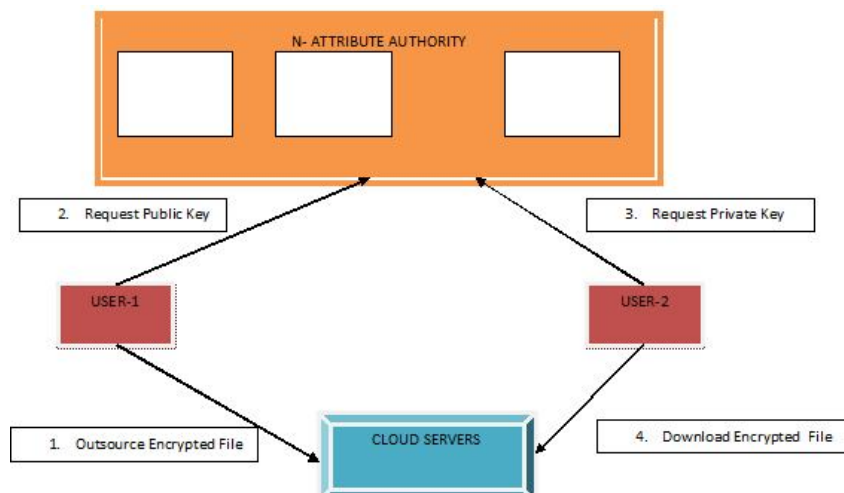 N- ATTRIBUTE AUTHORITY
2. Request Public Key
3. Request Private Key
USER-1
USER-2
1. Outsource Encrypted File
CLOUD SERVERS
4. Download Encrypted File